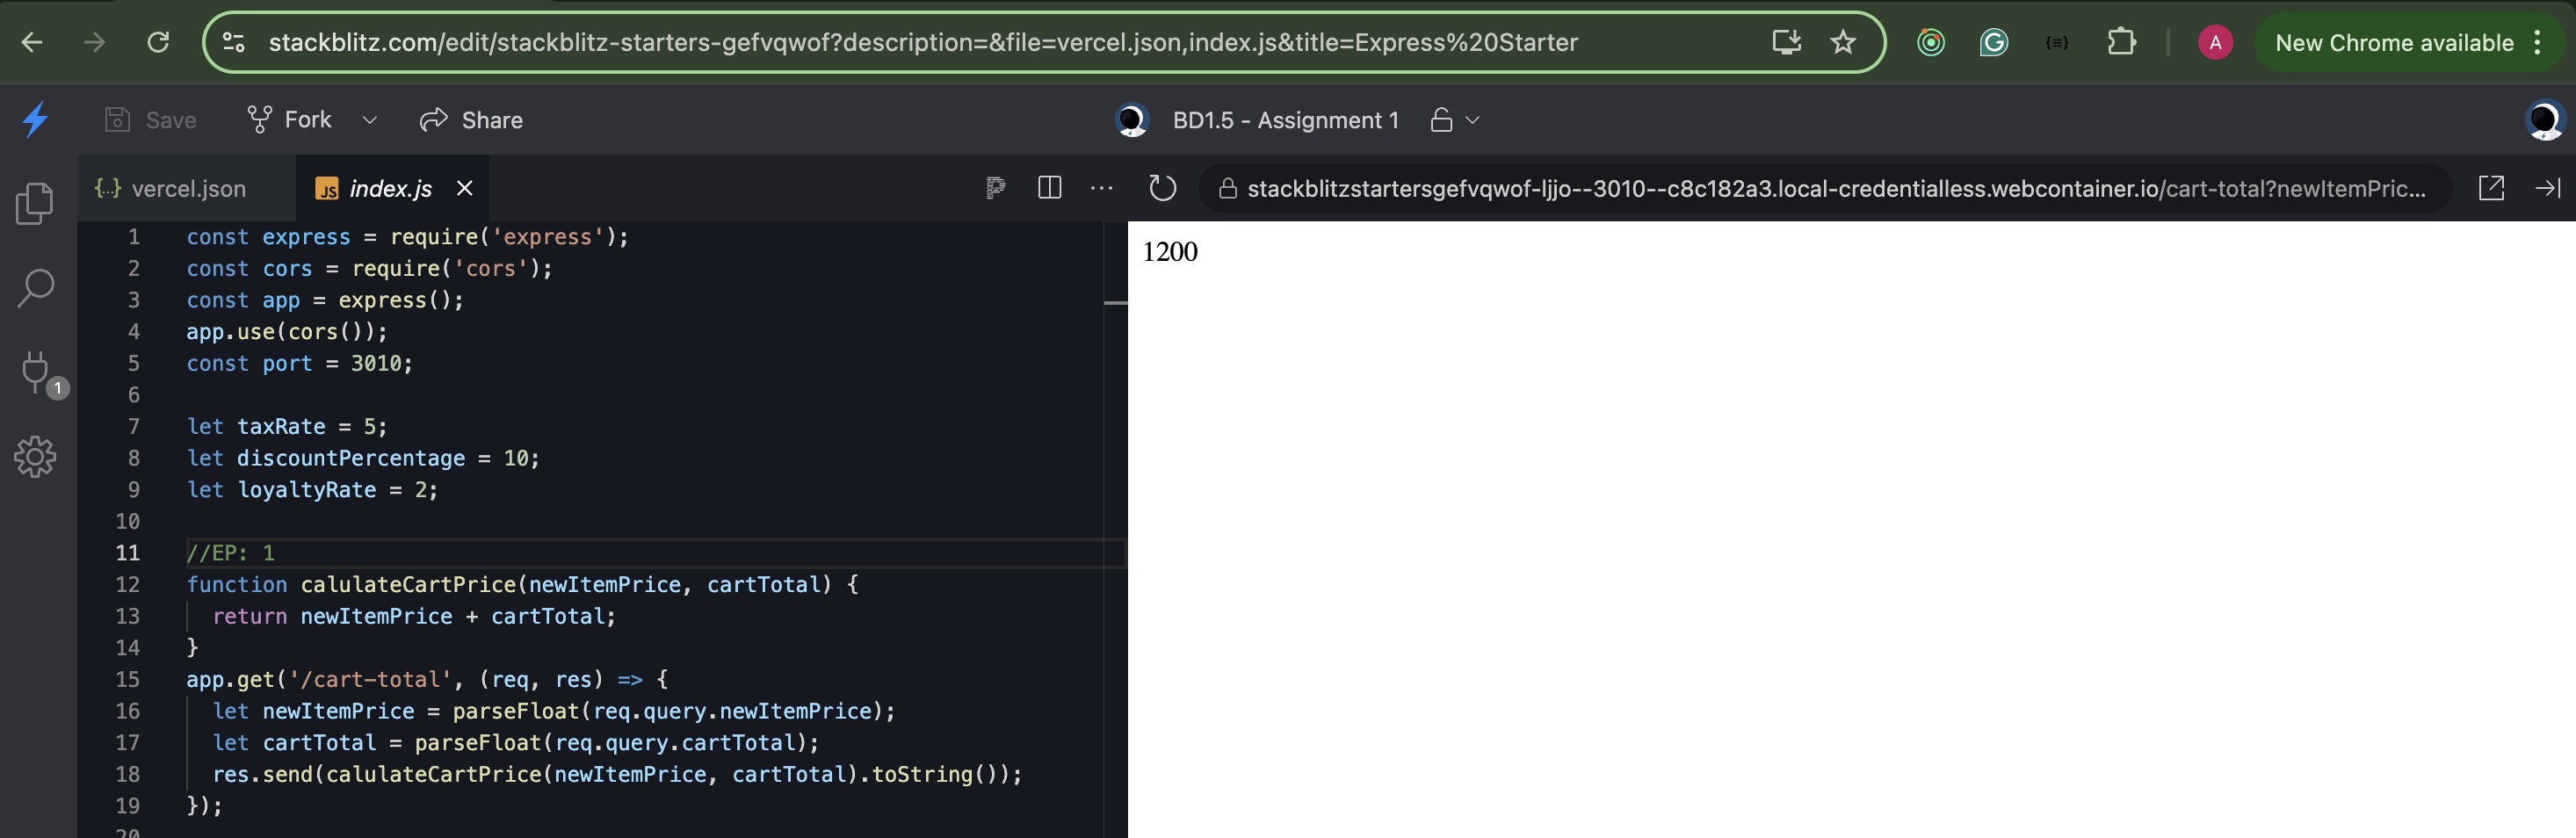 stackblitz.com/edit/stackblitz-starters-gefvqwof?description=&file=vercel.json,index.js&title=Express%20Starter
A
New Chrome available
Save
Fork
Share
BD1.5 - Assignment 1
{..} vercel.json
JS index.js
stackblitzstartersgefvqwof-ljjo--3010--c8c182a3.local-credentialless.webcontainer.io/cart-total?newItemPric...
1
1 const express = require('express');
2 const cors = require('cors');
3 const app = express();
4 app.use(cors());
5 const port = 3010;
6
7 let taxRate = 5;
8 let discountPercentage = 10;
9 let loyaltyRate = 2;
10
11 //EP: 1
12 function calulateCartPrice(newItemPrice, cartTotal) {
13 return newItemPrice + cartTotal;
14 }
15 app.get('/cart-total', (req, res) => {
16 let newItemPrice = parseFloat(req.query.newItemPrice);
17 let cartTotal = parseFloat(req.query.cartTotal);
18 res.send(calulateCartPrice(newItemPrice, cartTotal).toString());
19 });
20
1200